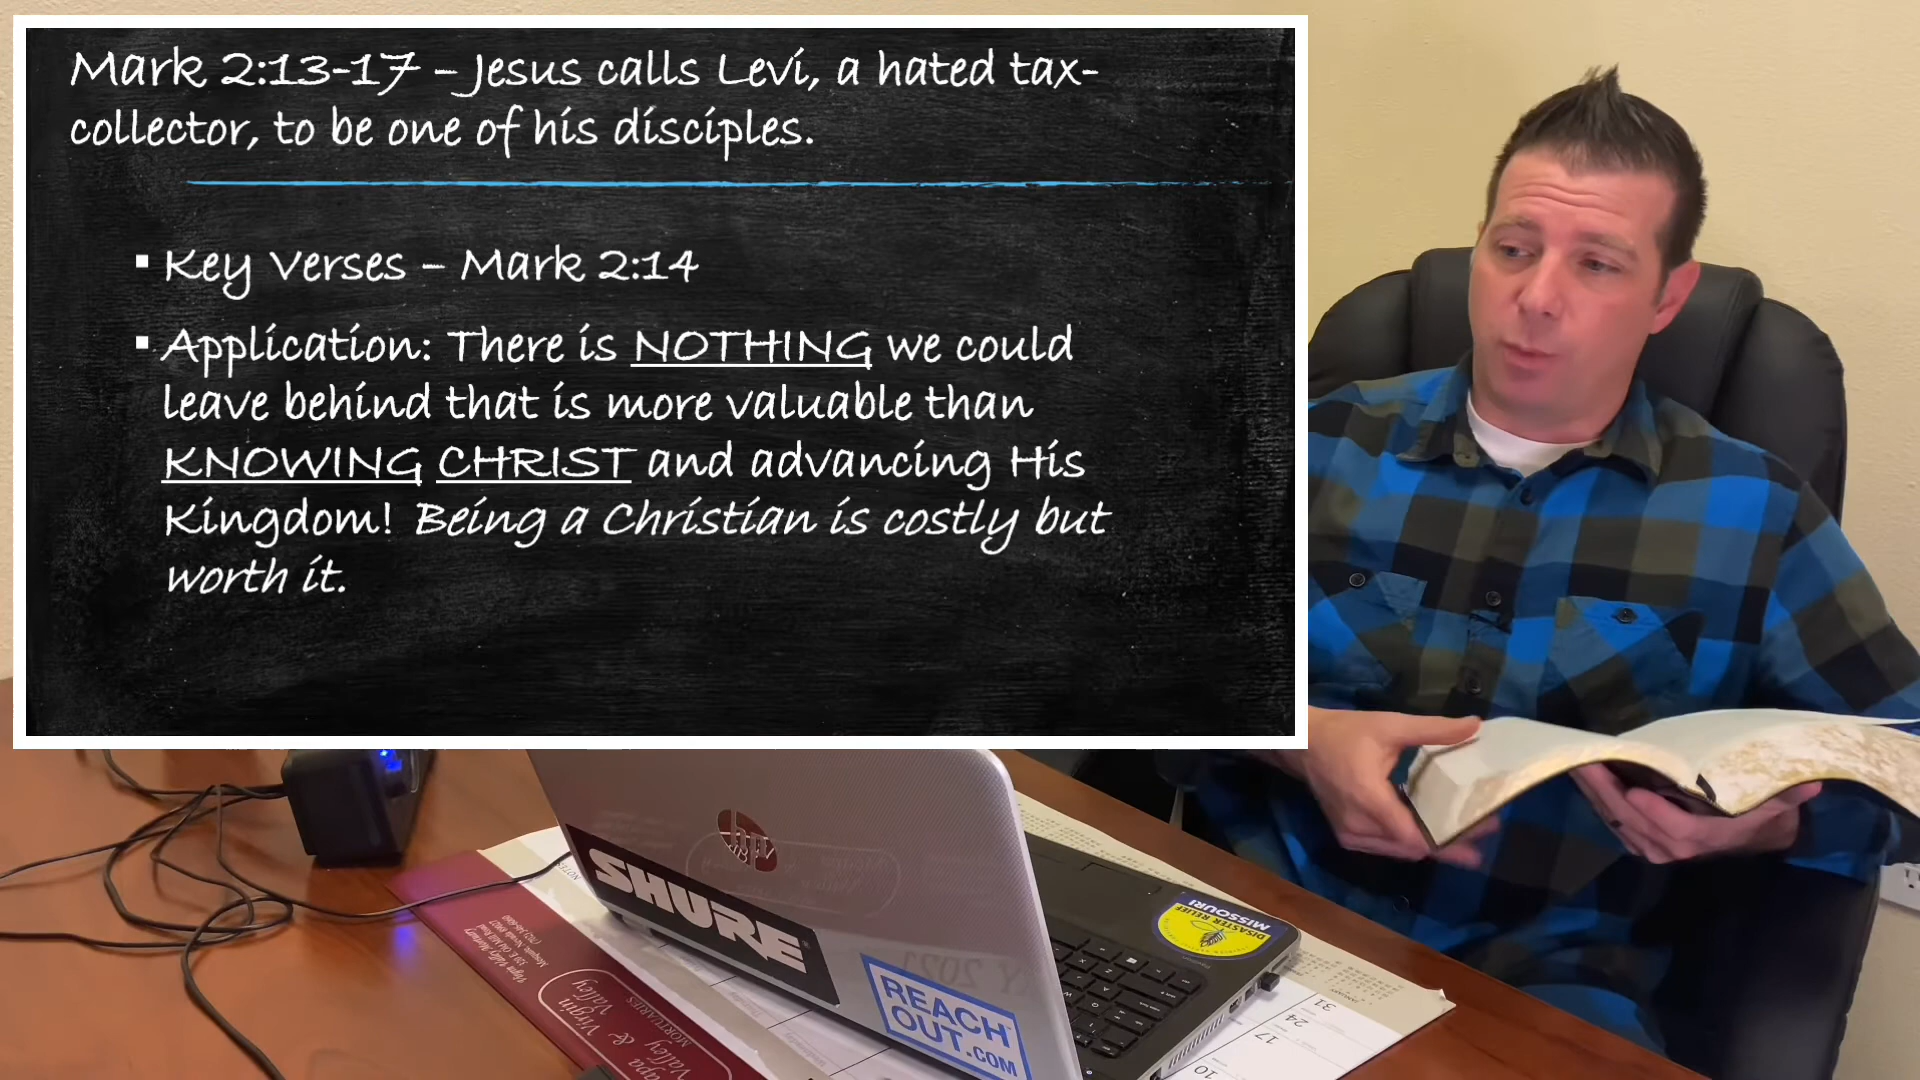 Mark 2:13-17 – Jesus calls Levi, a hated tax-
collector, to be one of his disciples.
▪ Key Verses – Mark 2:14
▪ Application: There is NOTHING we could
leave behind that is more valuable than
KNOWING CHRIST and advancing His
Kingdom! Being a Christian is costly but
worth it.
hp
SHURE
REACH
OUT.COM
DISASTER RELIEF
MISSOURI
Virgin
Valley
MORTUARIES
Valley &
31
24
17
10
JANUARY